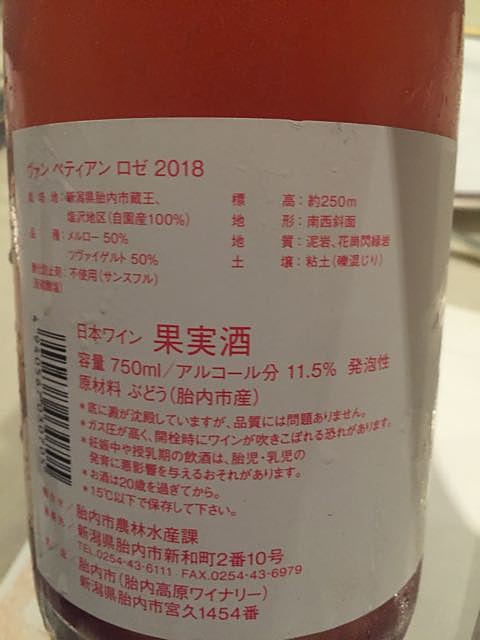 ヴァン ペティアン ロゼ 2018
地:新潟県胎内市蔵王、
塩沢地区(自園産100%)
品 種:メルロー 50%
ツヴァイゲルト 50%
不使用(サンスフル)
標 高:約250m
地 形:南西斜面
地 質:泥岩、花崗閃緑岩
土 壌:粘土(礫混じり)
日本ワイン 果実酒
容量 750ml/アルコール分 11.5% 発泡性
原材料 ぶどう(胎内市産)
*底に澱が沈殿していますが、品質には問題ありません。
*ガス圧が高く、開栓時にワインが吹きこぼれる恐れがあります。
*妊娠中や授乳期の飲酒は、胎児・乳児の
発育に悪影響を与えるおそれがあります。
*お酒は20歳を過ぎてから。
*15℃以下で保存して下さい。
胎内市農林水産課
新潟県胎内市新和町2番10号
TEL.0254-43-6111 FAX.0254-43-6979
胎内市(胎内高原ワイナリー)
新潟県胎内市宮久1454番